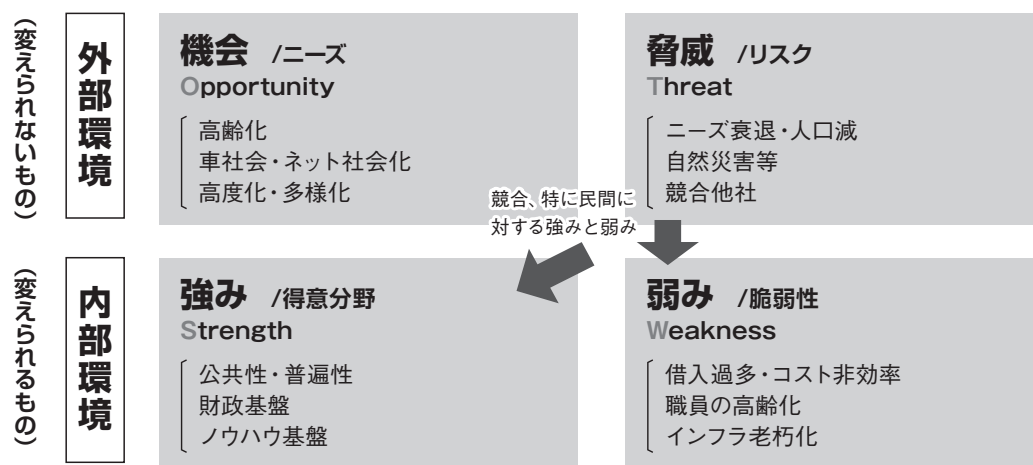 (変えられないもの)
外部環境
機会 /ニーズ
Opportunity
高齢化
車社会・ネット社会化
高度化・多様化
脅威 /リスク
Threat
ニーズ衰退・人口減
自然災害等
競合他社
競合、特に民間に
対する強みと弱み
(変えられるもの)
内部環境
強み /得意分野
Strength
公共性・普遍性
財政基盤
ノウハウ基盤
弱み /脆弱性
Weakness
借入過多・コスト非効率
職員の高齢化
インフラ老朽化